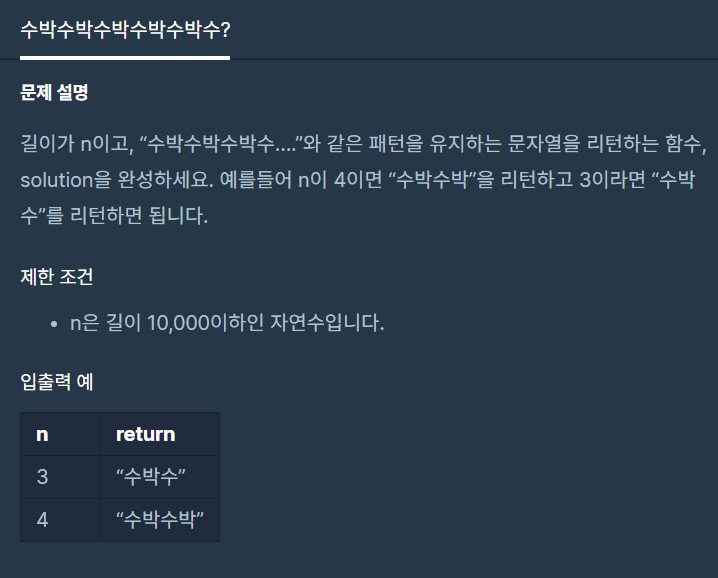 수박수박수박수박수박수?
문제 설명
길이가 n이고, “수박수박수박수....”와 같은 패턴을 유지하는 문자열을 리턴하는 함수,
solution을 완성하세요. 예를들어 n이 4이면 “수박수박”을 리턴하고 3이라면 “수박
수”를 리턴하면 됩니다.
제한 조건
• n은 길이 10,000이하인 자연수입니다.
입출력 예
n return
3 “수박수”
4 “수박수박”